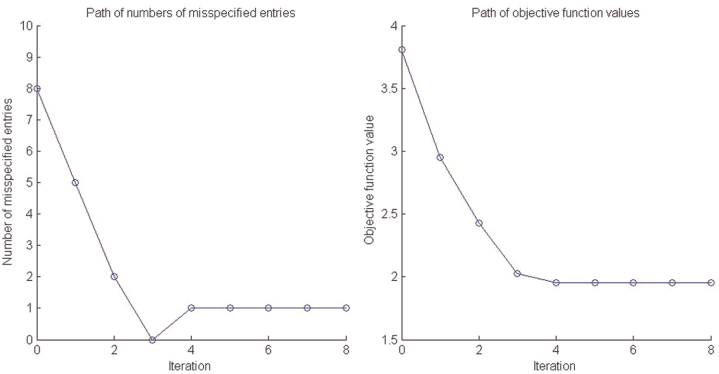 Path of numbers of misspecified entries
10
9
8
7
6
5
4
3
2
1
0
Number of misspecified entries
0 2 4 6 8
Iteration
Path of objective function values
4
3.5
3
2.5
2
1.5
Objective function value
0 2 4 6 8
Iteration